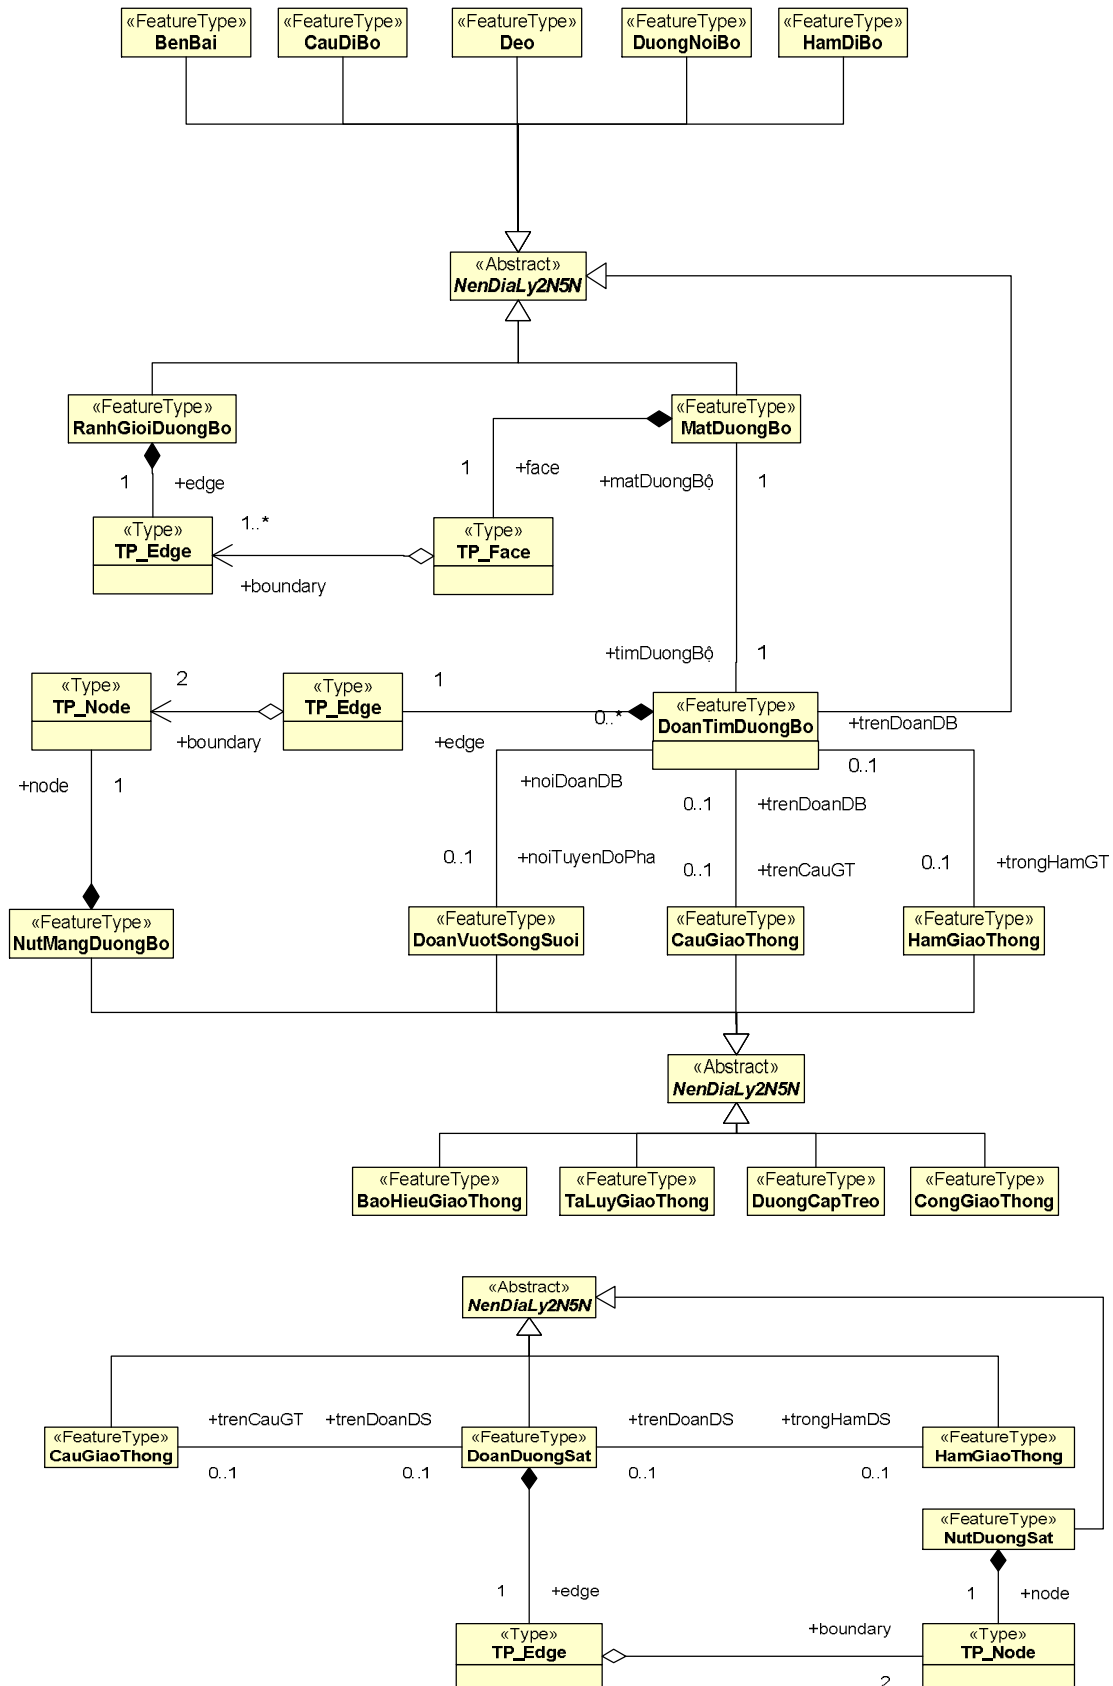 «FeatureType»
BenBai
«FeatureType»
CauDiBo
«FeatureType»
Deo
«FeatureType»
DuongNoiBo
«FeatureType»
HamDiBo
«Abstract»
NenDiaLy2N5N
«FeatureType»
RanhGioiDuongBo
«FeatureType»
MatDuongBo
1
+edge
1
+face
+matDuongBộ
1
«Type»
TP_Edge
1..*
+boundary
«Type»
TP_Face
+timDuongBộ
1
«Type»
TP_Node
2
+boundary
«Type»
TP_Edge
1
+edge
0..*
«FeatureType»
DoanTimDuongBo
+trenDoanDB
0..1
+node
1
+noiDoanDB
0..1
+trenDoanDB
0..1
+noiTuyenDoPha
0..1
+trenCauGT
0..1
+trongHamGT
«FeatureType»
NutMangDuongBo
«FeatureType»
DoanVuotSongSuoi
«FeatureType»
CauGiaoThong
«FeatureType»
HamGiaoThong
«Abstract»
NenDiaLy2N5N
«FeatureType»
BaoHieuGiaoThong
«FeatureType»
TaLuyGiaoThong
«FeatureType»
DuongCapTreo
«FeatureType»
CongGiaoThong
«Abstract»
NenDiaLy2N5N
«FeatureType»
CauGiaoThong
+trenCauGT
0..1
+trenDoanDS
0..1
«FeatureType»
DoanDuongSat
+trenDoanDS
0..1
+trongHamDS
0..1
«FeatureType»
HamGiaoThong
«FeatureType»
NutDuongSat
1
+edge
1
+node
«Type»
TP_Edge
+boundary
2
«Type»
TP_Node